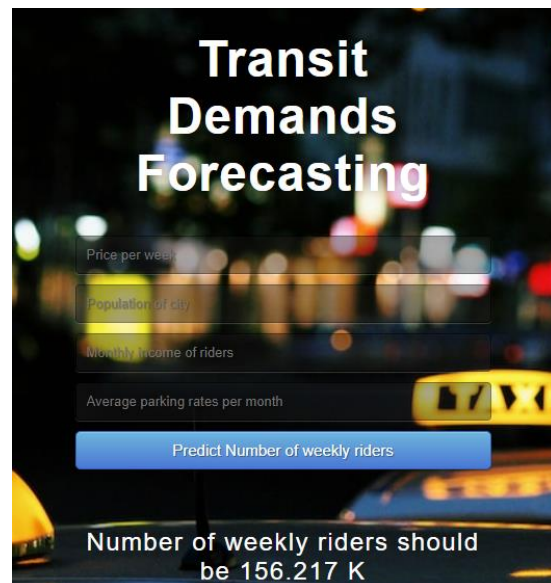 Transit
Demands
Forecasting
Price per week
Population of city
Monthly income of riders
Average parking rates per month
Predict Number of weekly riders
Number of weekly riders should
be 156.217 K